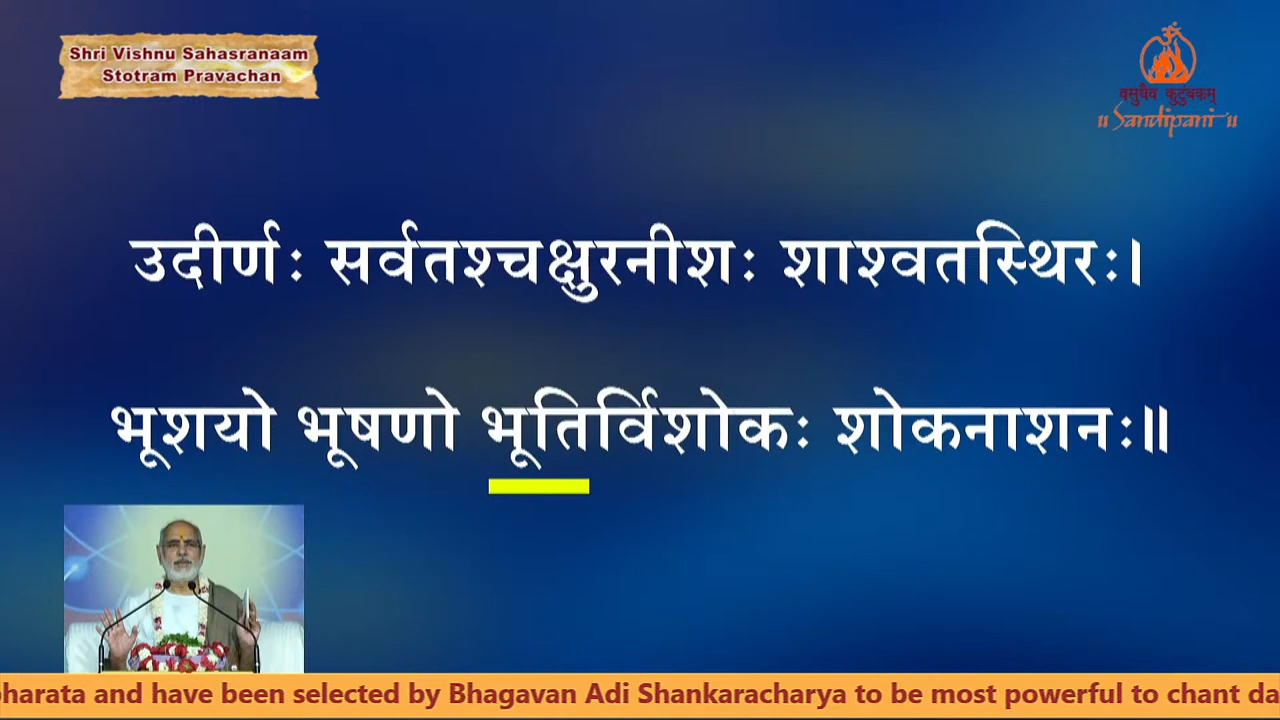 Shri Vishnu Sahasranaam
Stotram Pravachan
वसुधैव कुटुंबकम्
॥ Sandipani ॥
उदीर्णः सर्वतश्चक्षुरनीशः शाश्वतस्थिरः।
भूशयो भूषणो भूतिर्विशोकः शोकनाशनः॥
bharata and have been selected by Bhagavan Adi Shankaracharya to be most powerful to chant da